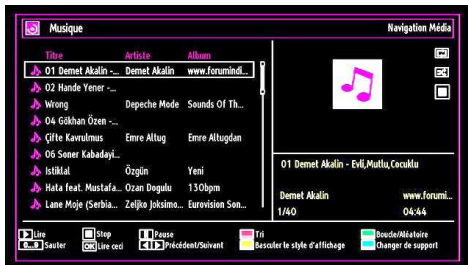 Musique Navigation Média
Titre Artiste Album
01 Demet Akalin -... Demet Akalin www.forumindi...
02 Hande Yener -...
Wrong Depeche Mode Sounds Of Th...
04 Gökhan Özen -...
Çifte Kavrulmus Emre Altug Emre Altugdan
06 Soner Kabadayi...
Istiklal Özgün Yeni
Hata feat. Mustafa... Ozan Dogulu 130bpm
Lane Moje (Serbia... Zeljko Joksimo... Eurovision Son...
01 Demet Akalin - Evli,Mutlu,Cocuklu
Demet Akalin www.forumi...
1/40 04:44
Lire Stop Pause Tri Boucle/Aléatoire
0...9 Sauter OK Lire ceci Précédent/Suivant Basculer le style d'affichage Changer de support